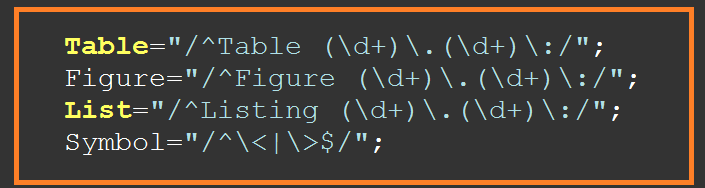 Table="/^Table (\d+)\.(\d+)\:/";
Figure="/^Figure (\d+)\.(\d+)\:/";
List="/^Listing (\d+)\.(\d+)\:/";
Symbol="/^\<|\>$/";